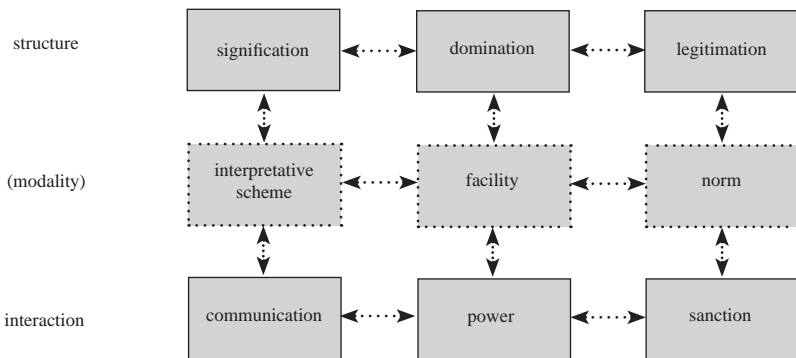 structure
signification
domination
legitimation
(modality)
interpretative
scheme
facility
norm
interaction
communication
power
sanction